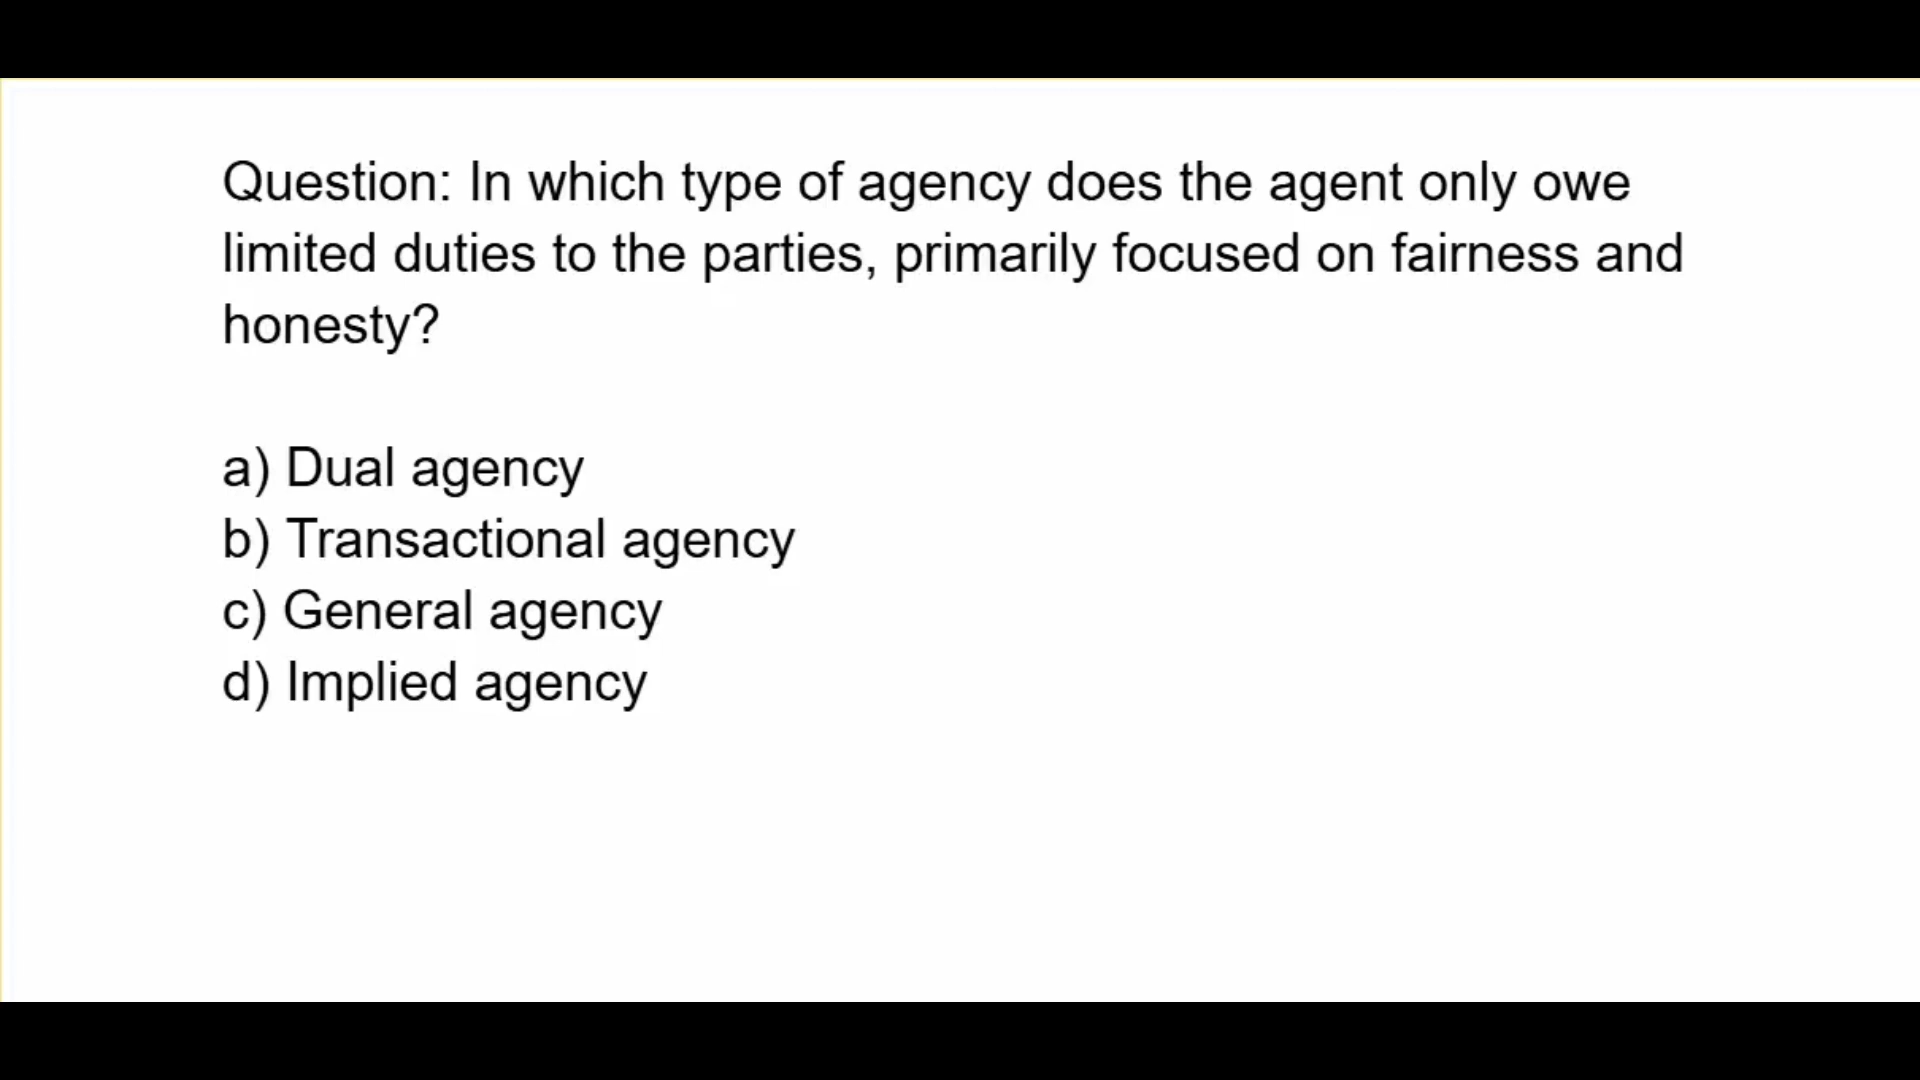 Question: In which type of agency does the agent only owe
limited duties to the parties, primarily focused on fairness and
honesty?
a) Dual agency
b) Transactional agency
c) General agency
d) Implied agency